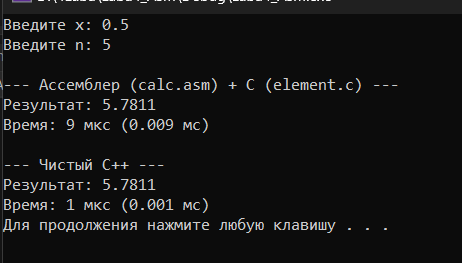 Введите x: 0.5
Введите n: 5
--- Ассемблер (calc.asm) + C (element.c) ---
Результат: 5.7811
Время: 9 мкс (0.009 мс)
--- Чистый C++ ---
Результат: 5.7811
Время: 1 мкс (0.001 мс)
Для продолжения нажмите любую клавишу . . .